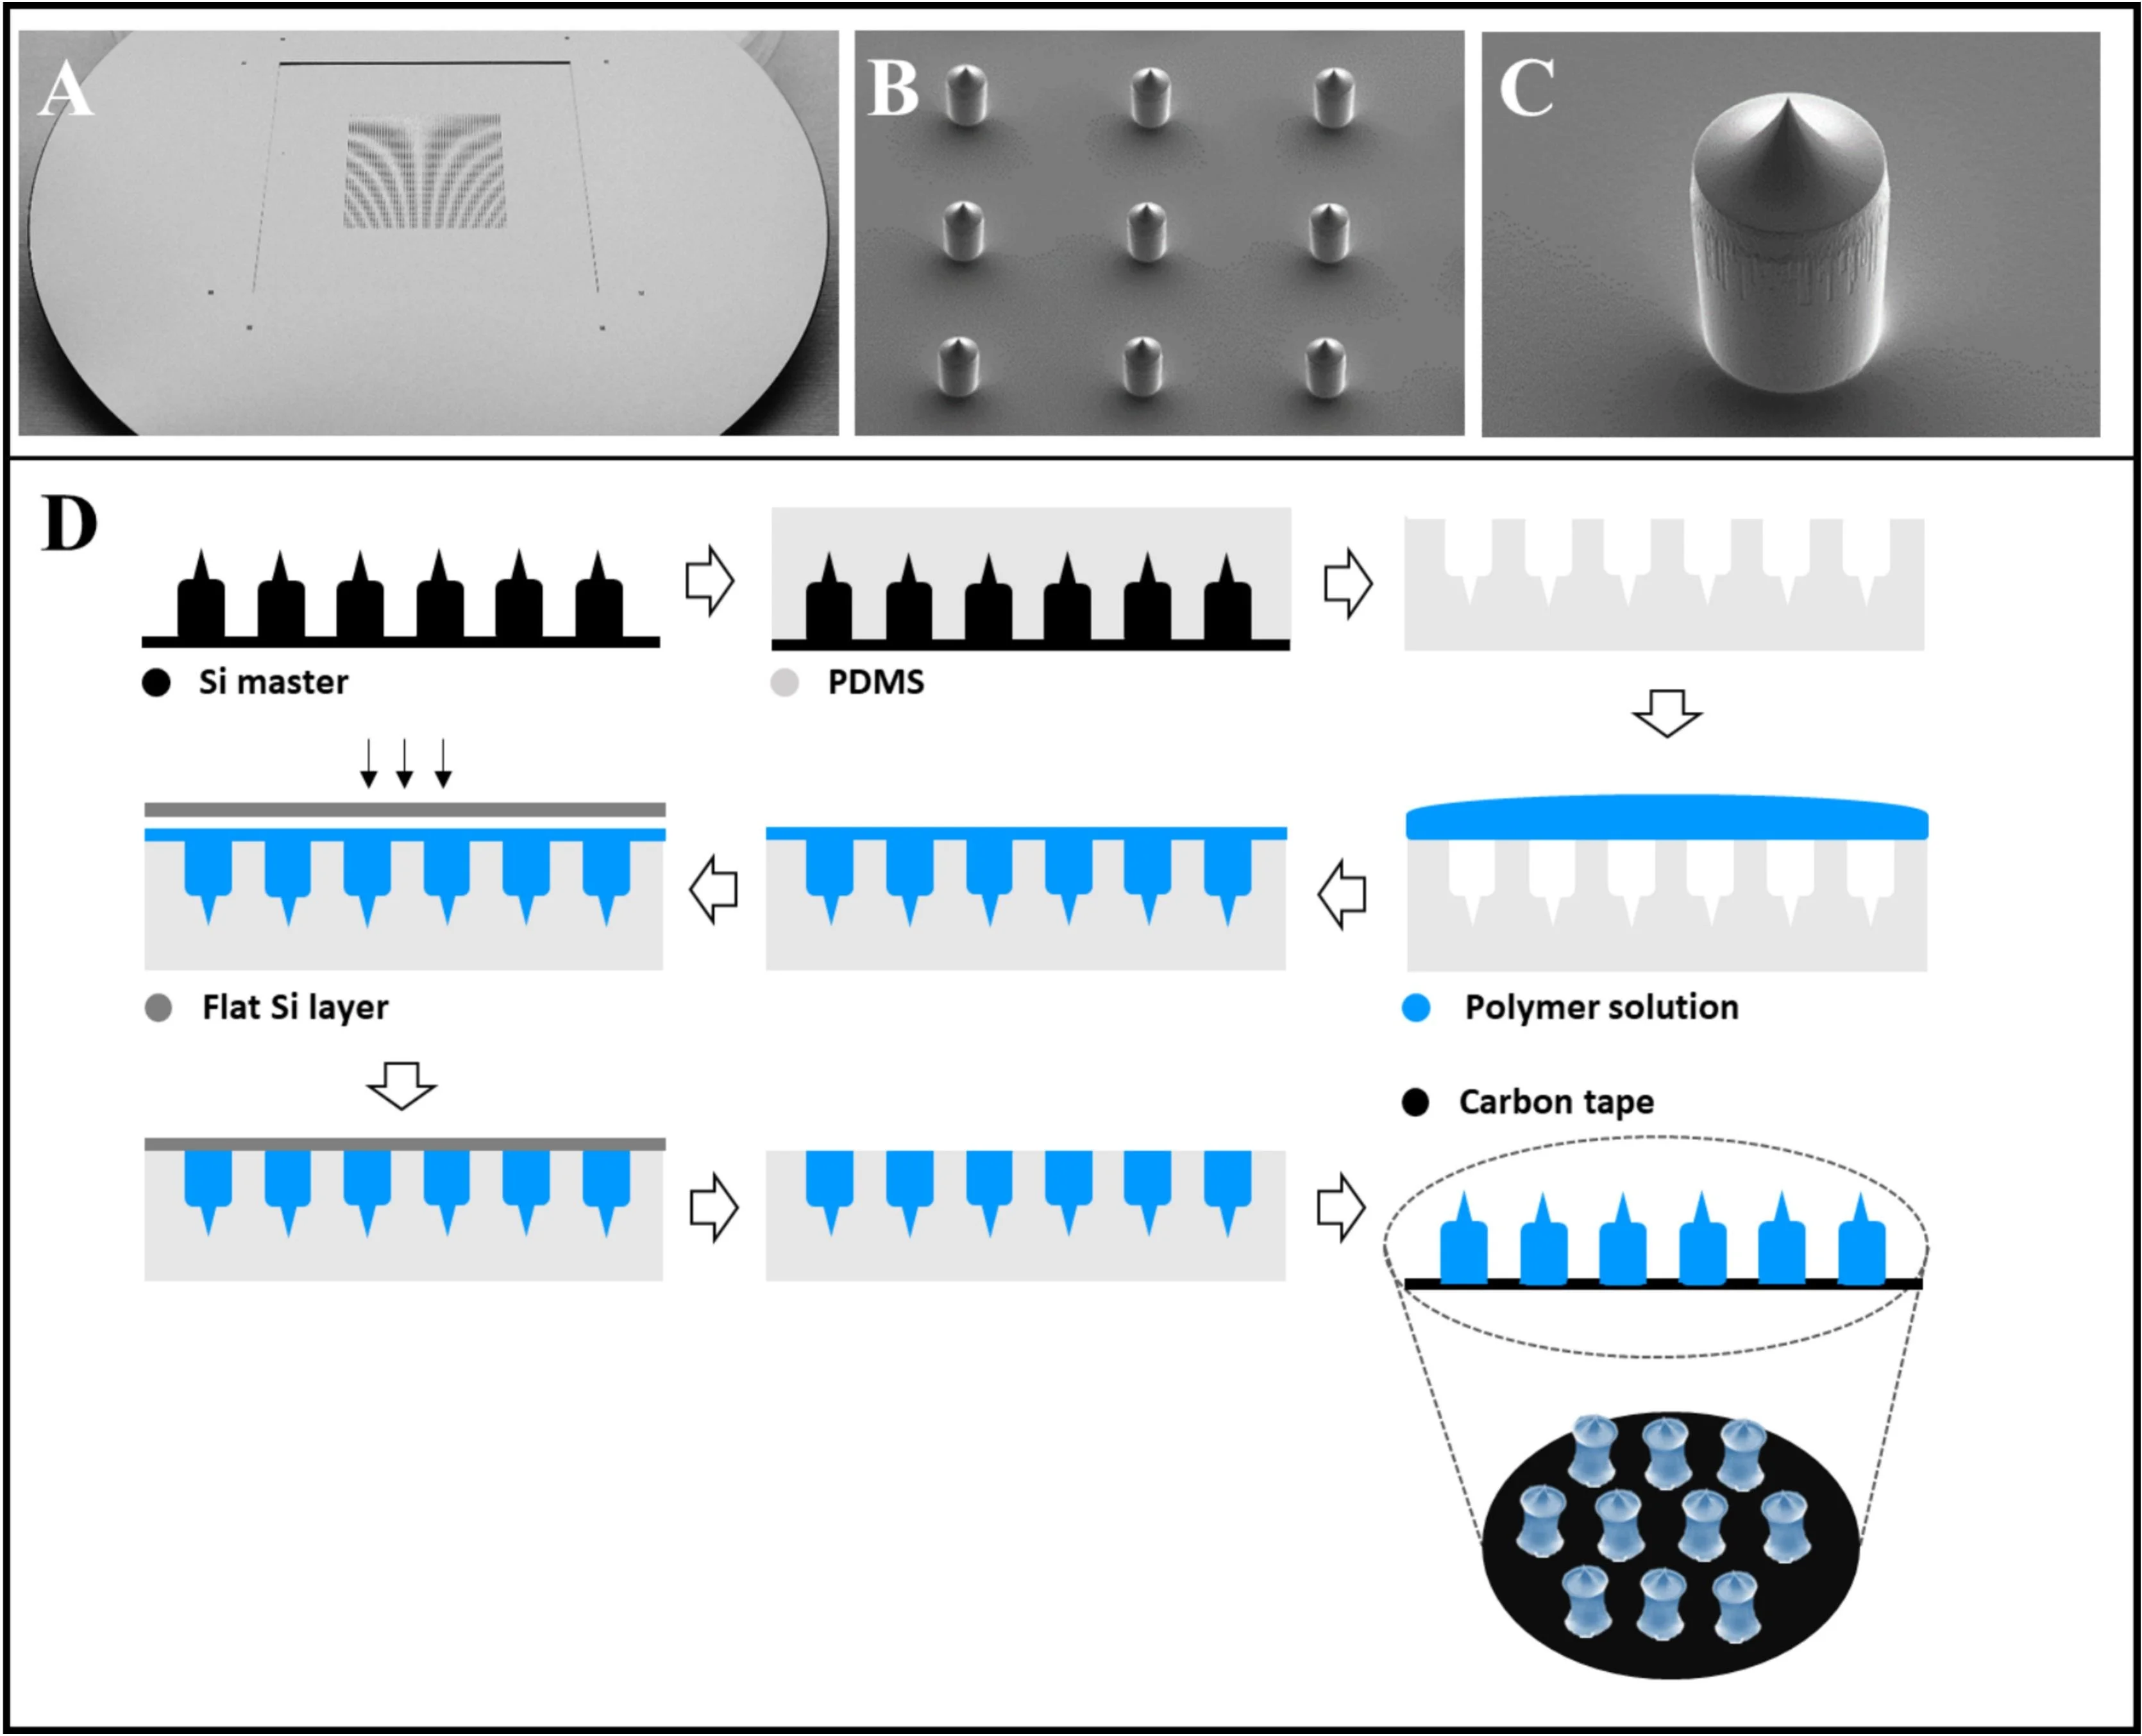 A
B
C
D
Si master
PDMS
Flat Si layer
Polymer solution
Carbon tape